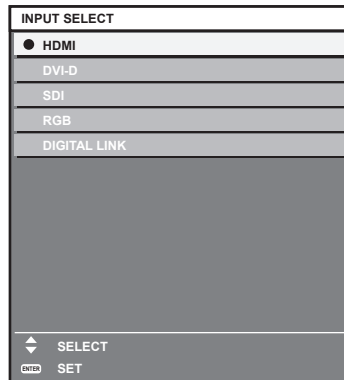 INPUT SELECT
HDMI
DVI-D
SDI
RGB
DIGITAL LINK
SELECT
ENTER SET